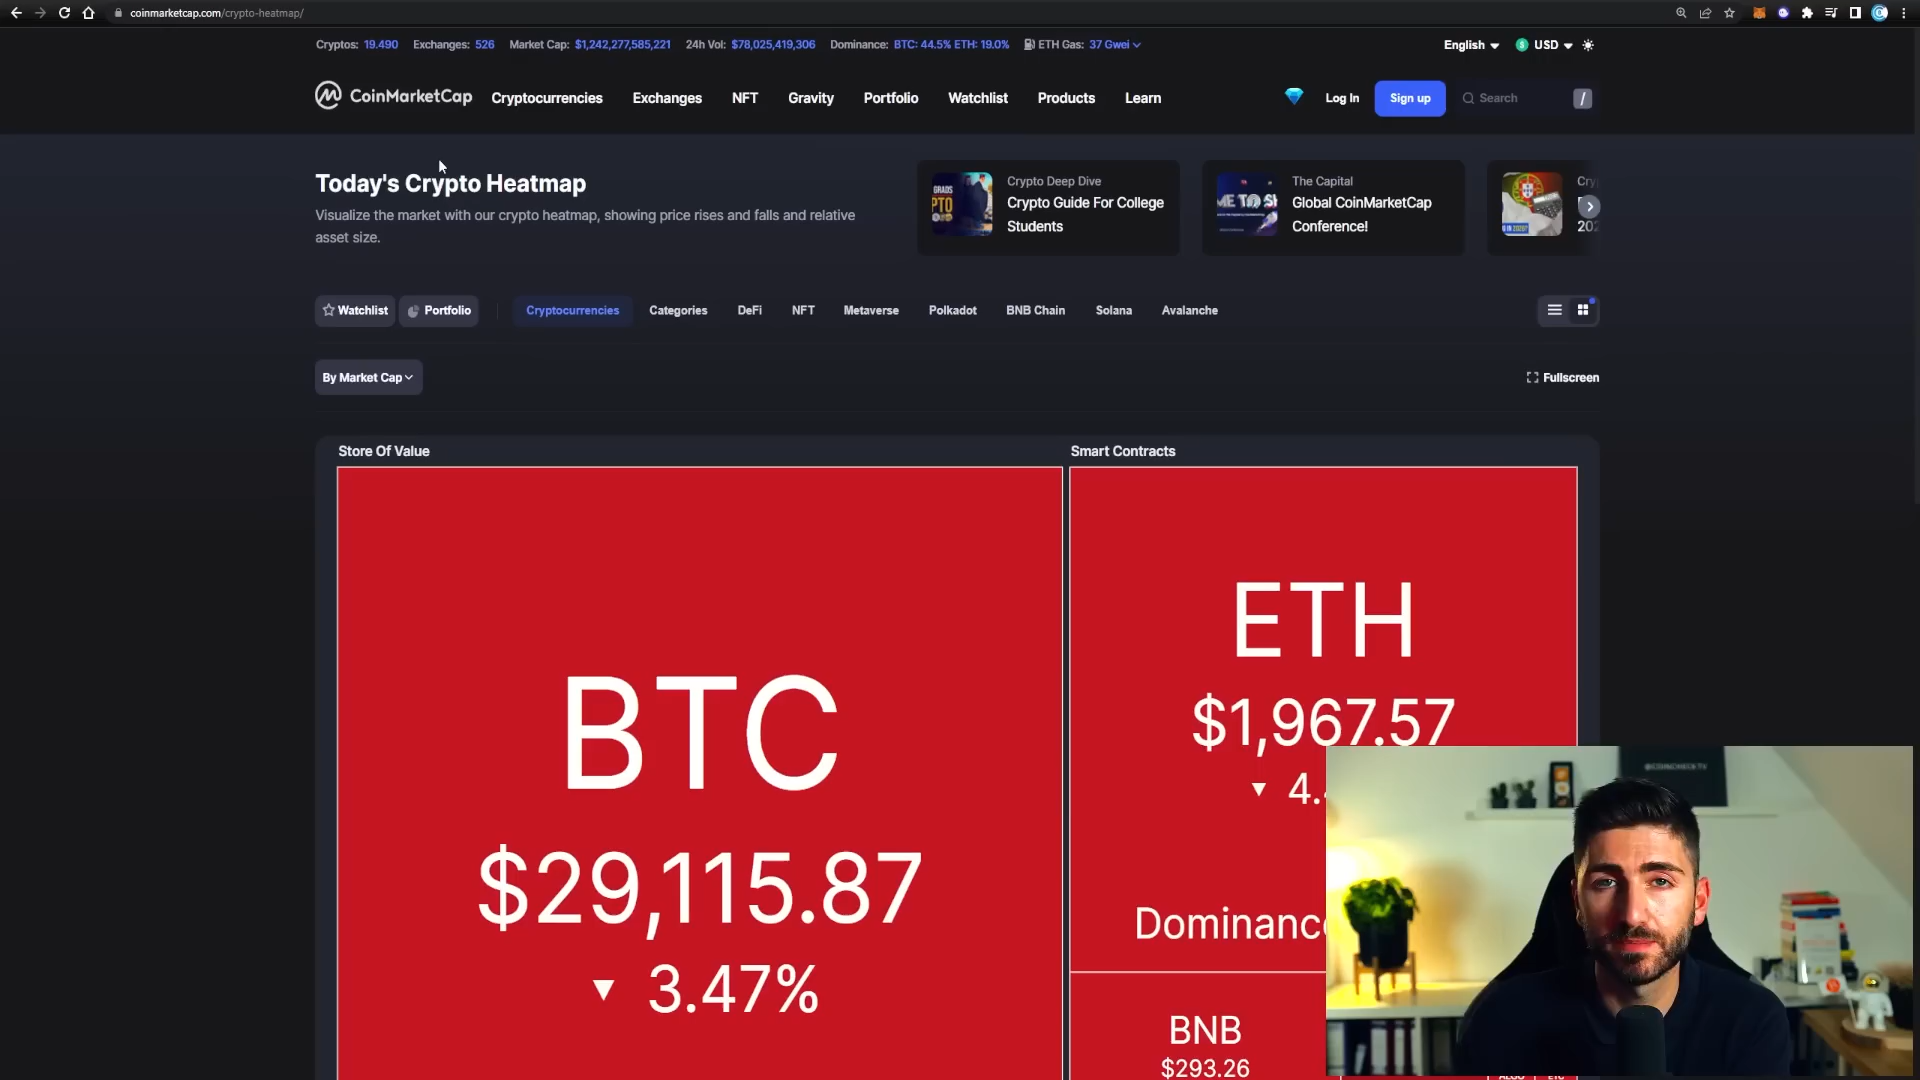 coinmarketcap.com/crypto-heatmap/
Cryptos: 19.490 Exchanges: 526 Market Cap: $1,242,277,585,221 24h Vol: $78,025,419,306 Dominance: BTC: 44.5% ETH: 19.0% ETH Gas: 37 Gwei
English USD
CoinMarketCap Cryptocurrencies Exchanges NFT Gravity Portfolio Watchlist Products Learn Log In Sign up Search /
Today's Crypto Heatmap
Visualize the market with our crypto heatmap, showing price rises and falls and relative
asset size.
GRADS
Crypto Deep Dive
Crypto Guide For College
Students
The Capital
Global CoinMarketCap
Conference!
Watchlist Portfolio Cryptocurrencies Categories DeFi NFT Metaverse Polkadot BNB Chain Solana Avalanche
By Market Cap Fullscreen
Store Of Value
BTC
$29,115.87
▼ 3.47%
Smart Contracts
ETH
$1,967.57
▼ 4.
BNB
$293.26
@COINCHECKTV